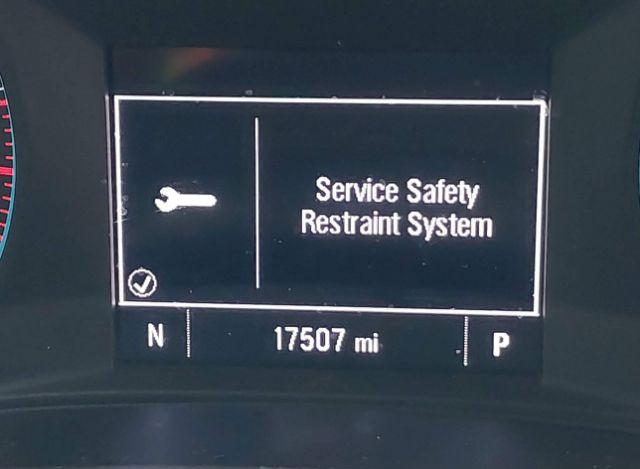 Service Safety
Restraint System
N 17507 mi P